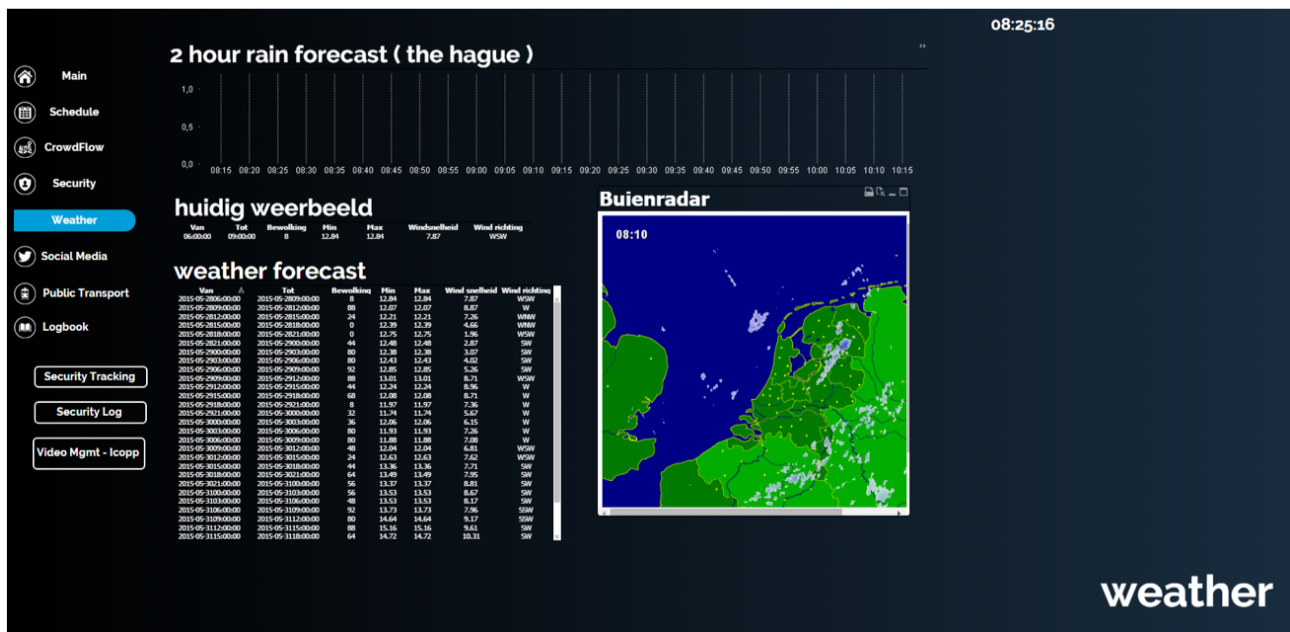 08:25:16
2 hour rain forecast ( the hague )
Main
Schedule
CrowdFlow
Security
Weather
Social Media
Public Transport
Logbook
Security Tracking
Security Log
Video Mgmt - Icopp
1,0
0,5
0,0
08:15 08:20 08:25 08:30 08:35 08:40 08:45 08:50 08:55 09:00 09:05 09:10 09:15 09:20 09:25 09:30 09:35 09:40 09:45 09:50 09:55 10:00 10:05 10:10 10:15
huidig weerbeeld
Van Tot Bewolking Min Max Windsnelheid Wind richting
06:00:00 09:00:00 8 12.84 12.84 7.87 WSW
weather forecast
Van Tot Bewolking Min Max Wind snelheid Wind richting
2015-05-2806:00:00 2015-05-2809:00:00 8 12.84 12.84 7.87 WSW
2015-05-2809:00:00 2015-05-2812:00:00 88 12.07 12.07 8.87 W
2015-05-2812:00:00 2015-05-2815:00:00 24 12.21 12.21 7.26 WNW
2015-05-2815:00:00 2015-05-2818:00:00 0 12.39 12.39 4.66 WNW
2015-05-2818:00:00 2015-05-2821:00:00 0 12.75 12.75 1.96 WSW
2015-05-2821:00:00 2015-05-2900:00:00 44 12.48 12.48 2.87 SW
2015-05-2900:00:00 2015-05-2903:00:00 80 12.38 12.38 3.07 SW
2015-05-2903:00:00 2015-05-2906:00:00 80 12.43 12.43 4.02 SW
2015-05-2906:00:00 2015-05-2909:00:00 92 12.85 12.85 5.26 SW
2015-05-2909:00:00 2015-05-2912:00:00 88 13.01 13.01 8.71 WSW
2015-05-2912:00:00 2015-05-2915:00:00 44 12.24 12.24 8.96 W
2015-05-2915:00:00 2015-05-2918:00:00 68 12.08 12.08 8.71 W
2015-05-2918:00:00 2015-05-2921:00:00 8 11.97 11.97 7.36 W
2015-05-2921:00:00 2015-05-3000:00:00 32 11.74 11.74 5.67 W
2015-05-3000:00:00 2015-05-3003:00:00 36 12.06 12.06 6.15 W
2015-05-3003:00:00 2015-05-3006:00:00 80 11.93 11.93 7.26 W
2015-05-3006:00:00 2015-05-3009:00:00 80 11.88 11.88 7.08 W
2015-05-3009:00:00 2015-05-3012:00:00 48 12.04 12.04 6.81 WSW
2015-05-3012:00:00 2015-05-3015:00:00 24 12.63 12.63 7.62 WSW
2015-05-3015:00:00 2015-05-3018:00:00 44 13.36 13.36 7.71 SW
2015-05-3018:00:00 2015-05-3021:00:00 64 13.49 13.49 7.95 SW
2015-05-3021:00:00 2015-05-3100:00:00 56 13.37 13.37 8.81 SW
2015-05-3100:00:00 2015-05-3103:00:00 56 13.53 13.53 8.67 SW
2015-05-3103:00:00 2015-05-3106:00:00 48 13.53 13.53 8.17 SW
2015-05-3106:00:00 2015-05-3109:00:00 92 13.73 13.73 7.96 SSW
2015-05-3109:00:00 2015-05-3112:00:00 80 14.64 14.64 9.17 SW
2015-05-3112:00:00 2015-05-3115:00:00 88 15.16 15.16 9.61 SW
2015-05-3115:00:00 2015-05-3118:00:00 64 14.72 14.72 10.31 SW
Buienradar
08:10
weather